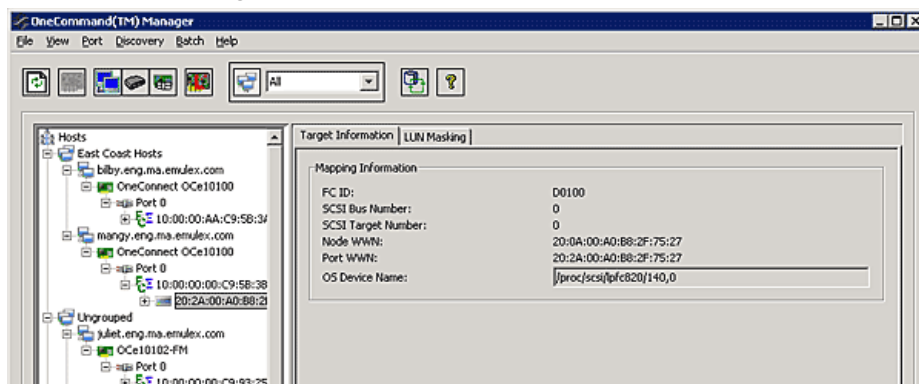 OneCommand(TM) Manager
File View Port Discovery Batch Help
All
Hosts
East Coast Hosts
bilby.eng.ma.emulex.com
OneConnect OCe10100
Port 0
10:00:00:AA:C9:5B:3
mangy.eng.ma.emulex.com
OneConnect OCe10100
Port 0
10:00:00:00:C9:5B:38
20:2A:00:A0:B8:2
Ungrouped
juliet.eng.ma.emulex.com
OCe10102-FM
Port 0
10:00:00:00:C9:93:25
Target Information LUN Masking
Mapping Information
FC ID: D0100
SCSI Bus Number: 0
SCSI Target Number: 0
Node WWN: 20:0A:00:A0:B8:2F:75:27
Port WWN: 20:2A:00:A0:B8:2F:75:27
OS Device Name: /proc/scsi/lpfc820/140,0